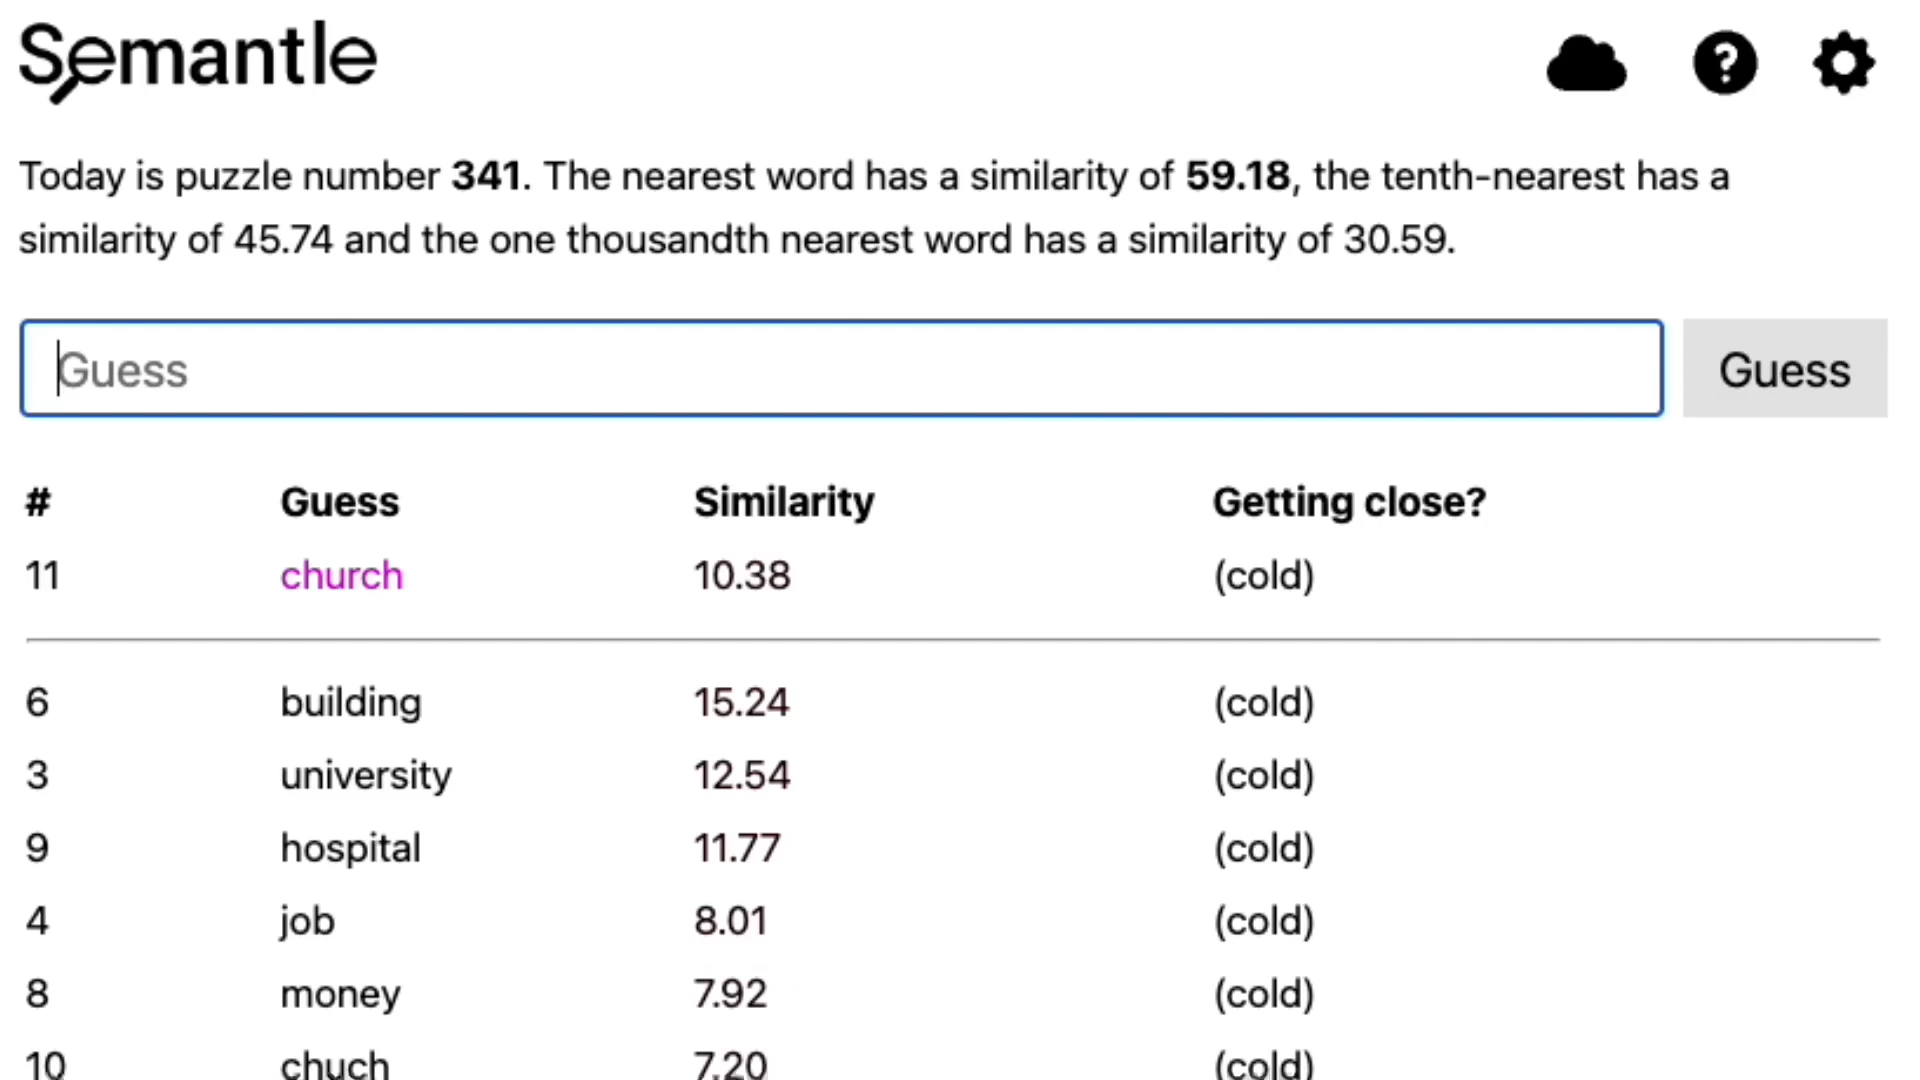 Semantle
Today is puzzle number 341. The nearest word has a similarity of 59.18, the tenth-nearest has a
similarity of 45.74 and the one thousandth nearest word has a similarity of 30.59.
Guess Guess
# Guess Similarity Getting close?
11 church 10.38 (cold)
6 building 15.24 (cold)
3 university 12.54 (cold)
9 hospital 11.77 (cold)
4 job 8.01 (cold)
8 money 7.92 (cold)
10 chuch 7.20 (cold)